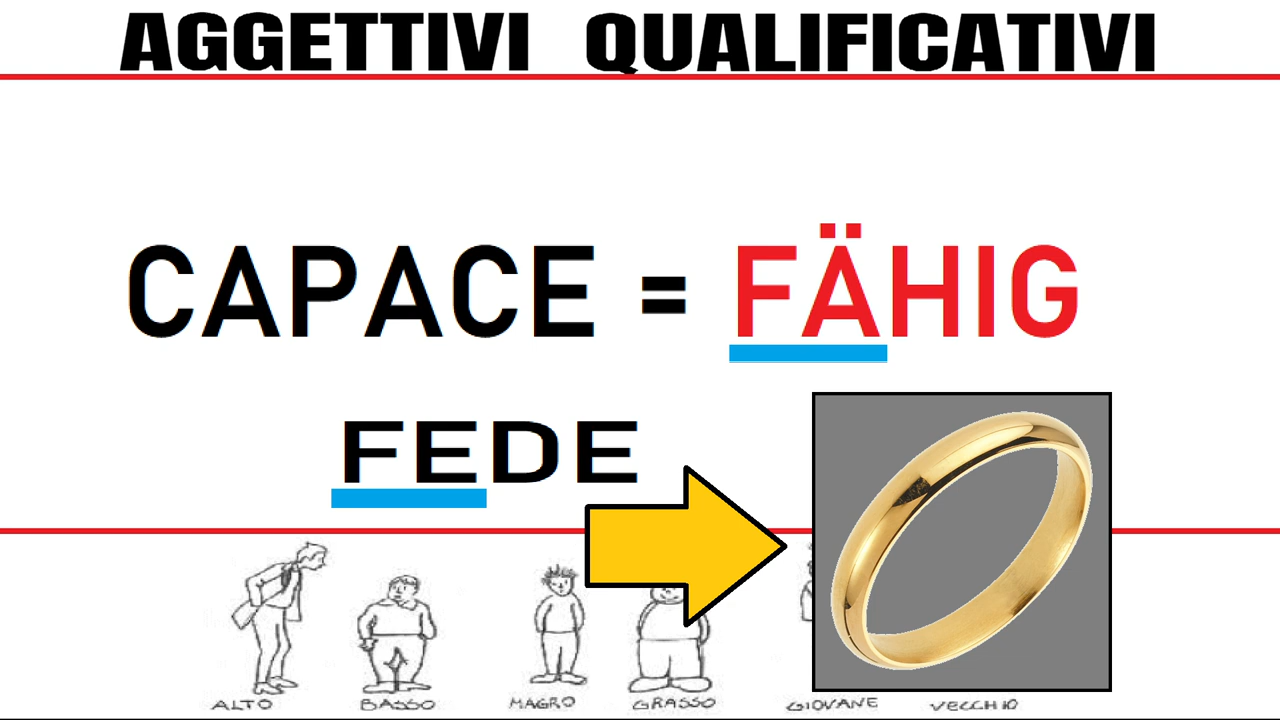 AGGETTIVI QUALIFICATIVI
CAPACE = FÄHIG
FEDE
ALTO BASSO MAGRO GRASSO GIOVANE VECCHIO